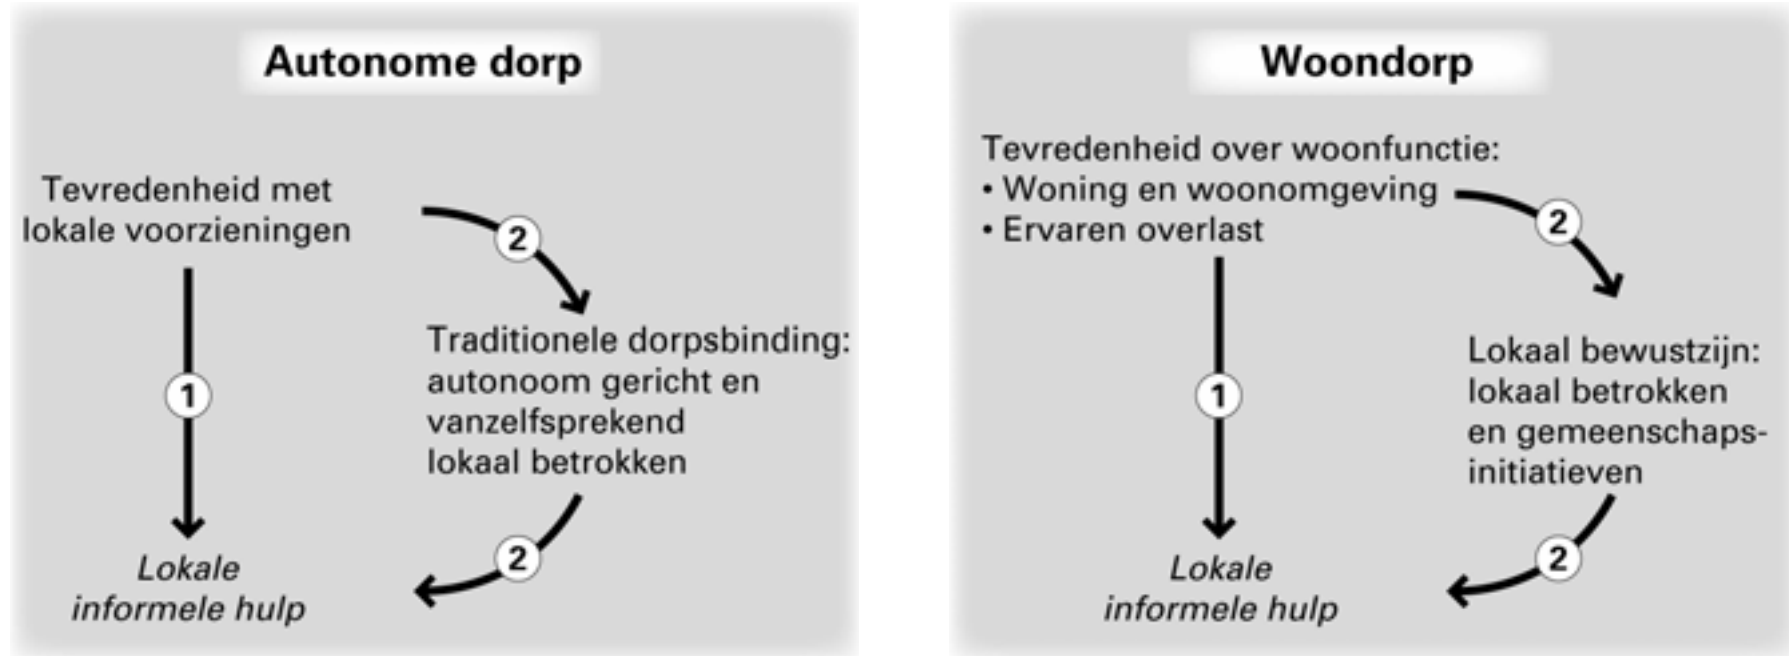 Autonome dorp
Tevredenheid met
lokale voorzieningen
2
1
Traditionele dorpsbinding:
autonoom gericht en
vanzelfsprekend
lokaal betrokken
2
Lokale
informele hulp
Woondorp
Tevredenheid over woonfunctie:
• Woning en woonomgeving
• Ervaren overlast
2
1
Lokaal bewustzijn:
lokaal betrokken
en gemeenschaps-
initiatieven
2
Lokale
informele hulp